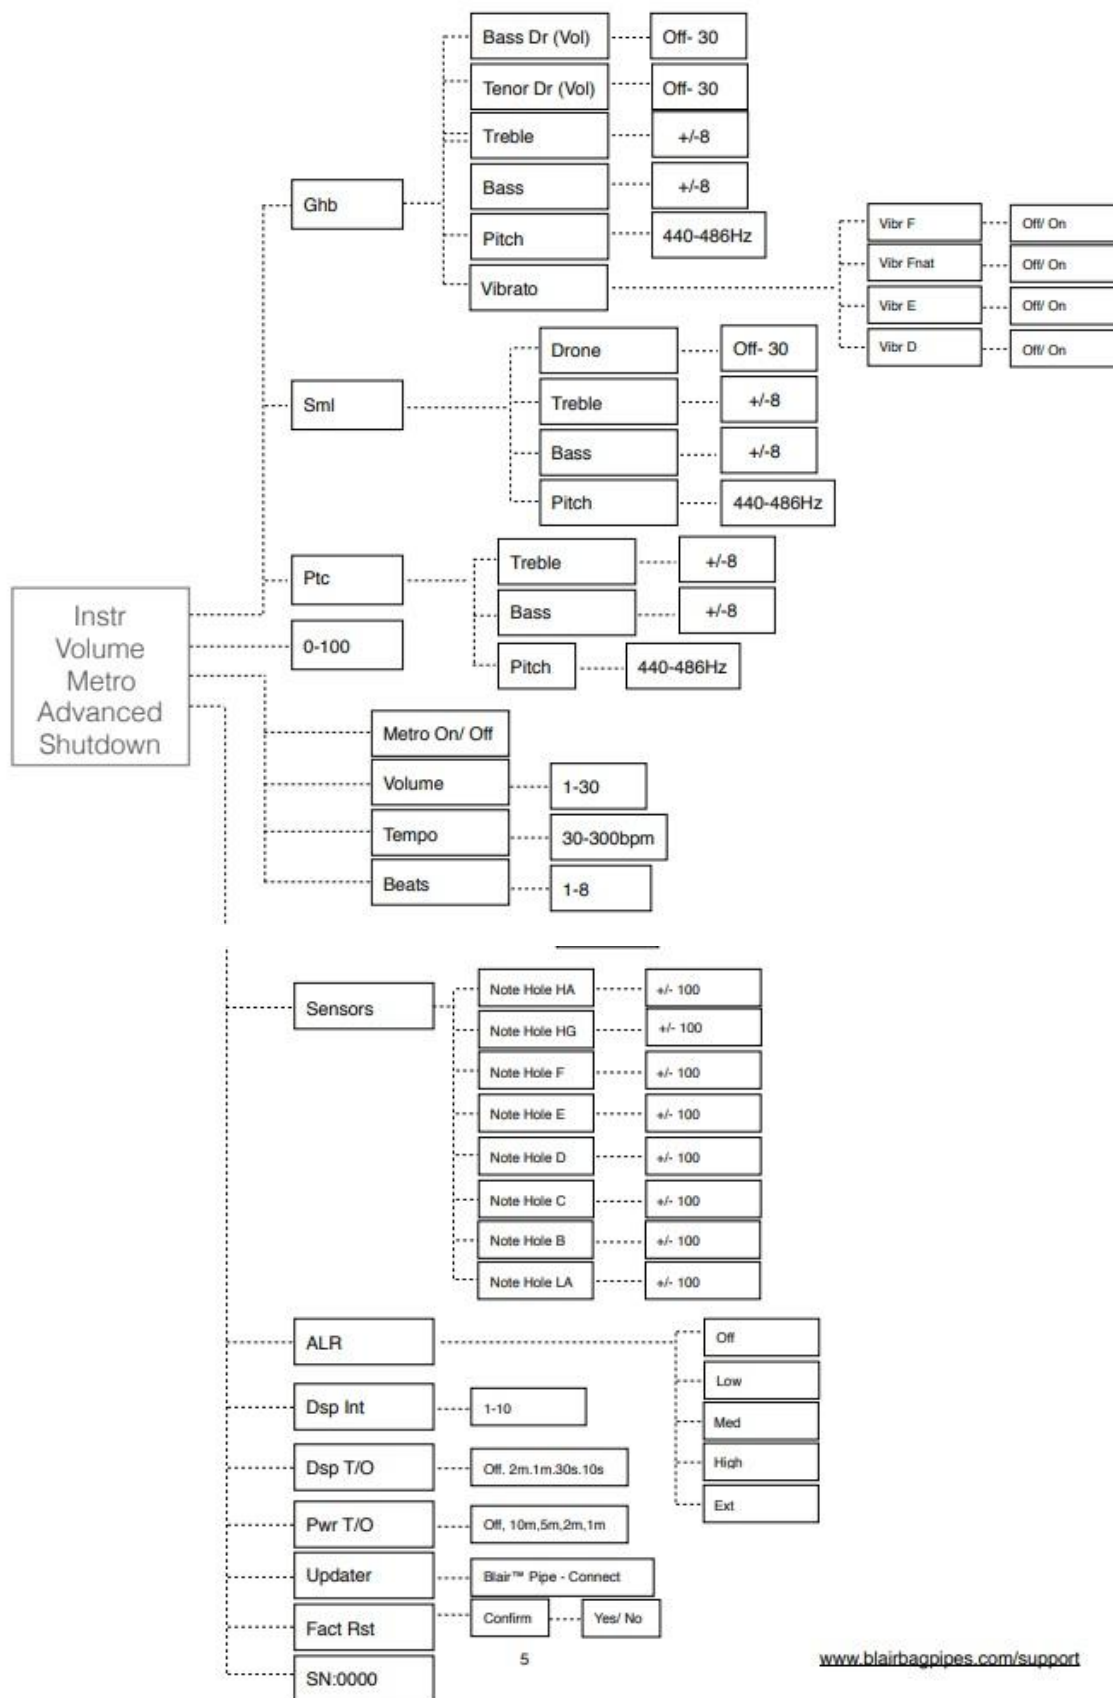 Bass Dr (Vol) Off- 30
Tenor Dr (Vol) Off- 30
Treble +/-8
Bass +/-8
Ghb
Pitch 440-486Hz
Vibrato
Vibr F Off/ On
Vibr Fnat Off/ On
Vibr E Off/ On
Vibr D Off/ On
Drone Off- 30
Sml
Treble +/-8
Bass +/-8
Pitch 440-486Hz
Ptc
Treble +/-8
Bass +/-8
Pitch 440-486Hz
Instr
Volume
Metro
Advanced
Shutdown
0-100
Metro On/ Off
Volume 1-30
Tempo 30-300bpm
Beats 1-8
Sensors
Note Hole HA +/- 100
Note Hole HG +/- 100
Note Hole F +/- 100
Note Hole E +/- 100
Note Hole D +/- 100
Note Hole C +/- 100
Note Hole B +/- 100
Note Hole LA +/- 100
ALR
Off
Low
Med
High
Ext
Dsp Int 1-10
Dsp T/O Off. 2m.1m.30s.10s
Pwr T/O Off, 10m,5m,2m,1m
Updater Blair™ Pipe - Connect
Fact Rst Confirm Yes/ No
SN:0000
5
www.blairbagpipes.com/support